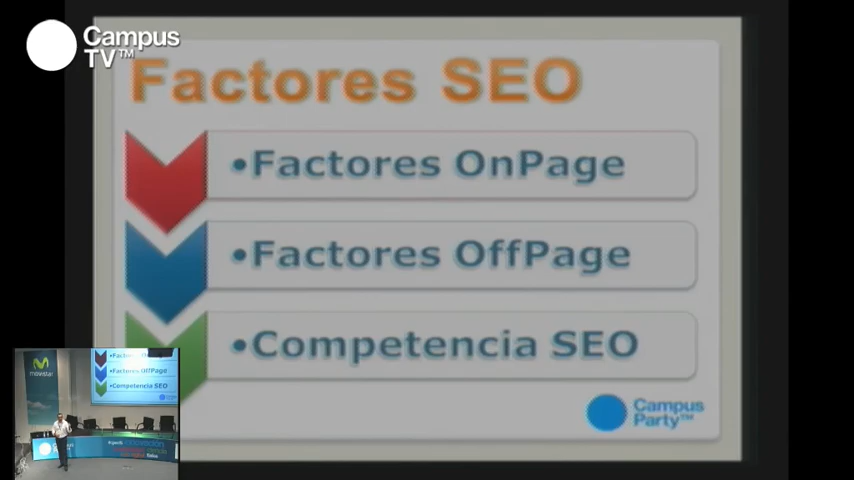 Campus
TV™
Factores SEO
•Factores OnPage
•Factores OffPage
•Competencia SEO
Campus
Party™
movistar
•Factores OffPage
•Competencia SEO